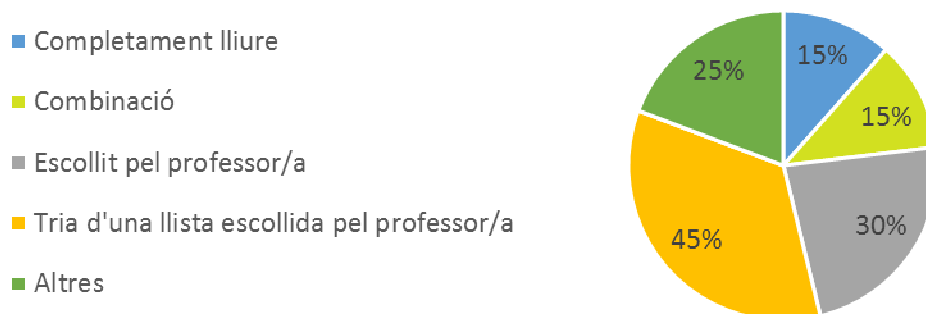 Completament lliure
Combinació
Escollit pel professor/a
Tria d'una llista escollida pel professor/a
Altres
15%
15%
30%
45%
25%